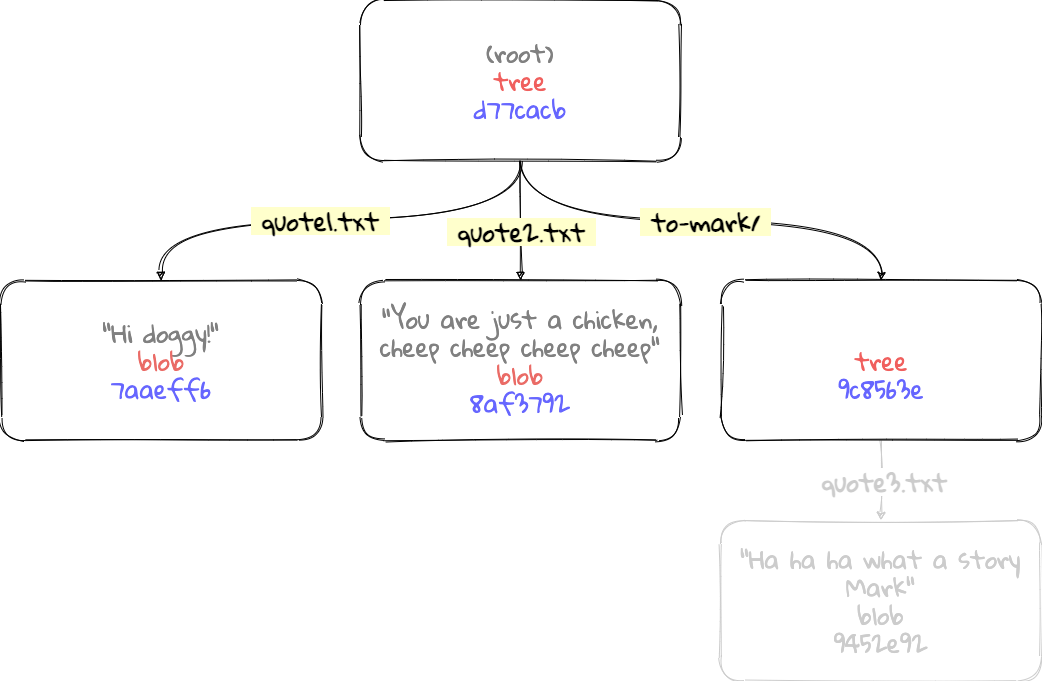 (root)
tree
d77cacb
quote1.txt
quote2.txt
to-mark/
"Hi doggy!"
blob
7aaeff6
"You are just a chicken,
cheep cheep cheep cheep"
blob
8af3792
tree
9c8563e
quote3.txt
"Ha ha ha what a story
Mark"
blob
9452e92